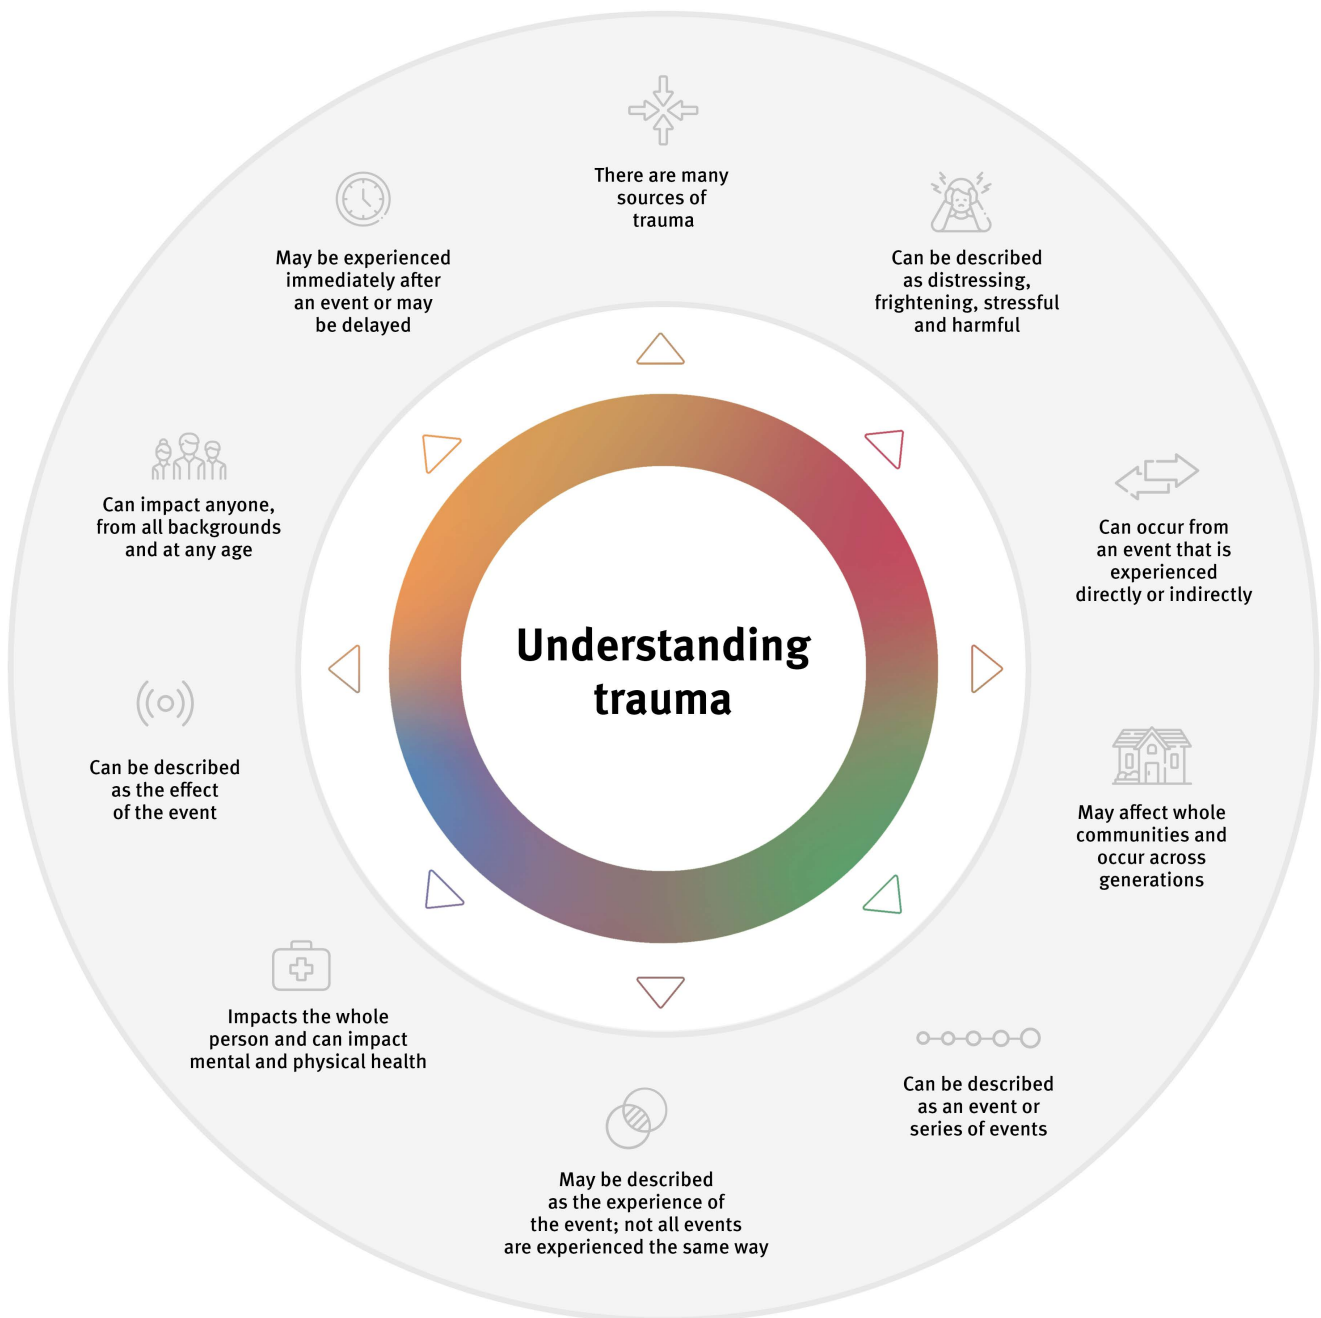 There are many
sources of
trauma
Can be described
as distressing,
frightening, stressful
and harmful
Can occur from
an event that is
experienced
directly or indirectly
May affect whole
communities and
occur across
generations
Can be described
as an event or
series of events
May be described
as the experience of
the event; not all events
are experienced the same way
Impacts the whole
person and can impact
mental and physical health
Can be described
as the effect
of the event
Can impact anyone,
from all backgrounds
and at any age
May be experienced
immediately after
an event or may
be delayed
Understanding
trauma